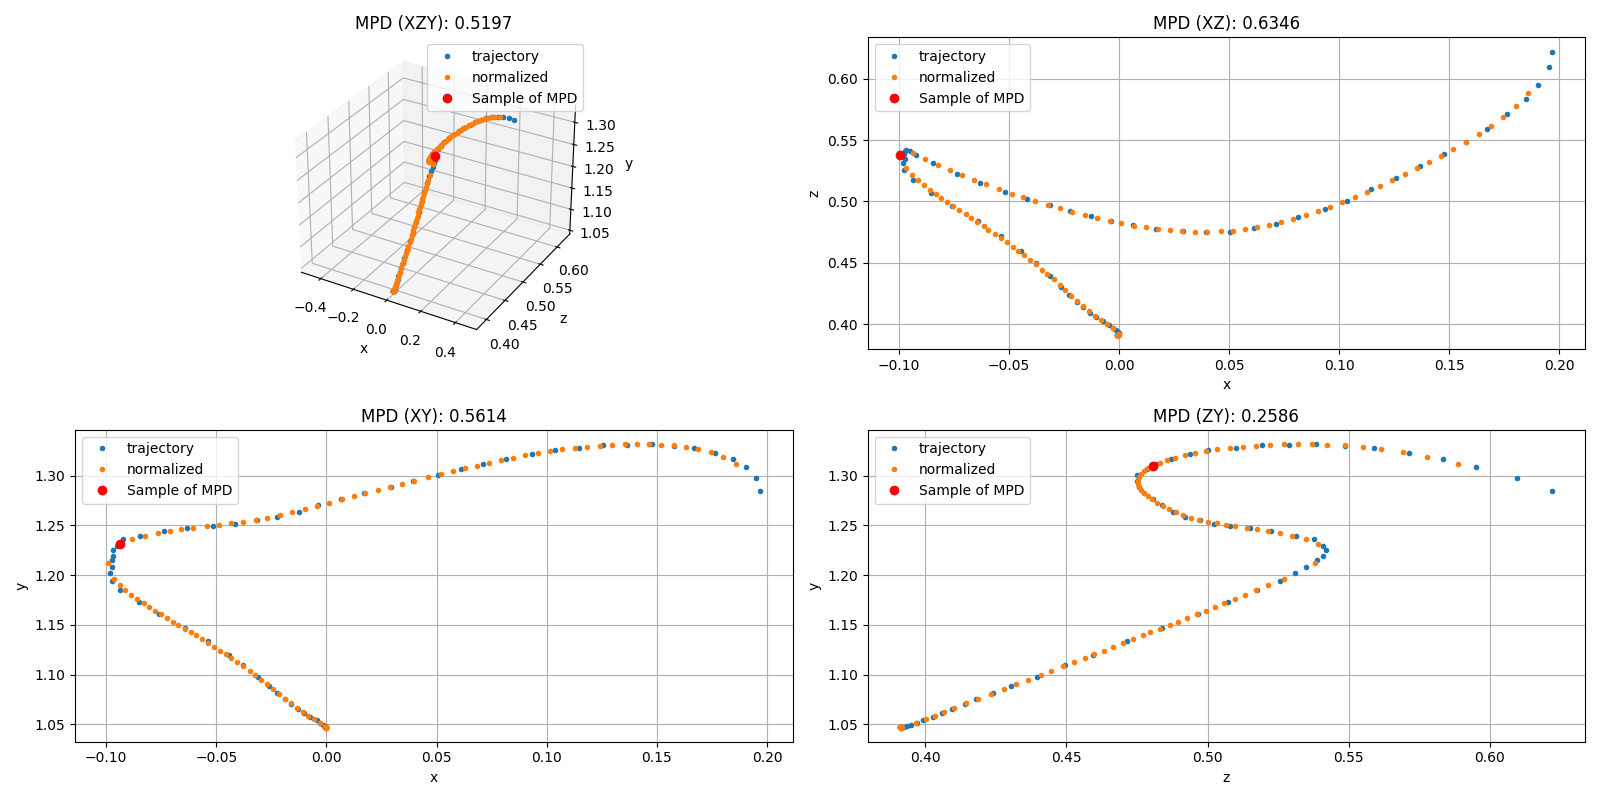 MPD (XZY): 0.5197
trajectory
normalized
Sample of MPD
1.30
1.25
1.20
1.15
1.10
1.05
y
0.60
0.55
0.50
0.45
0.40
z
−0.4
−0.2
0.0
0.2
0.4
x
MPD (XZ): 0.6346
trajectory
normalized
Sample of MPD
0.60
0.55
0.50
0.45
0.40
z
−0.10 −0.05 0.00 0.05 0.10 0.15 0.20
x
MPD (XY): 0.5614
trajectory
normalized
Sample of MPD
1.30
1.25
1.20
1.15
1.10
1.05
y
−0.10 −0.05 0.00 0.05 0.10 0.15 0.20
x
MPD (ZY): 0.2586
trajectory
normalized
Sample of MPD
1.30
1.25
1.20
1.15
1.10
1.05
y
0.40 0.45 0.50 0.55 0.60
z